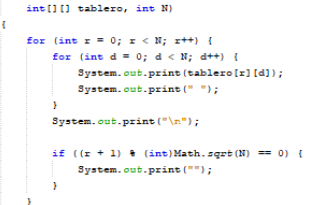 int[][] tablero, int N)
{
for (int r = 0; r < N; r++) {
for (int d = 0; d < N; d++) {
System.out.print(tablero[r][d]);
System.out.print(" ");
}
System.out.print("\n");
if ((r + 1) % (int)Math.sqrt(N) == 0) {
System.out.print("");
}
}